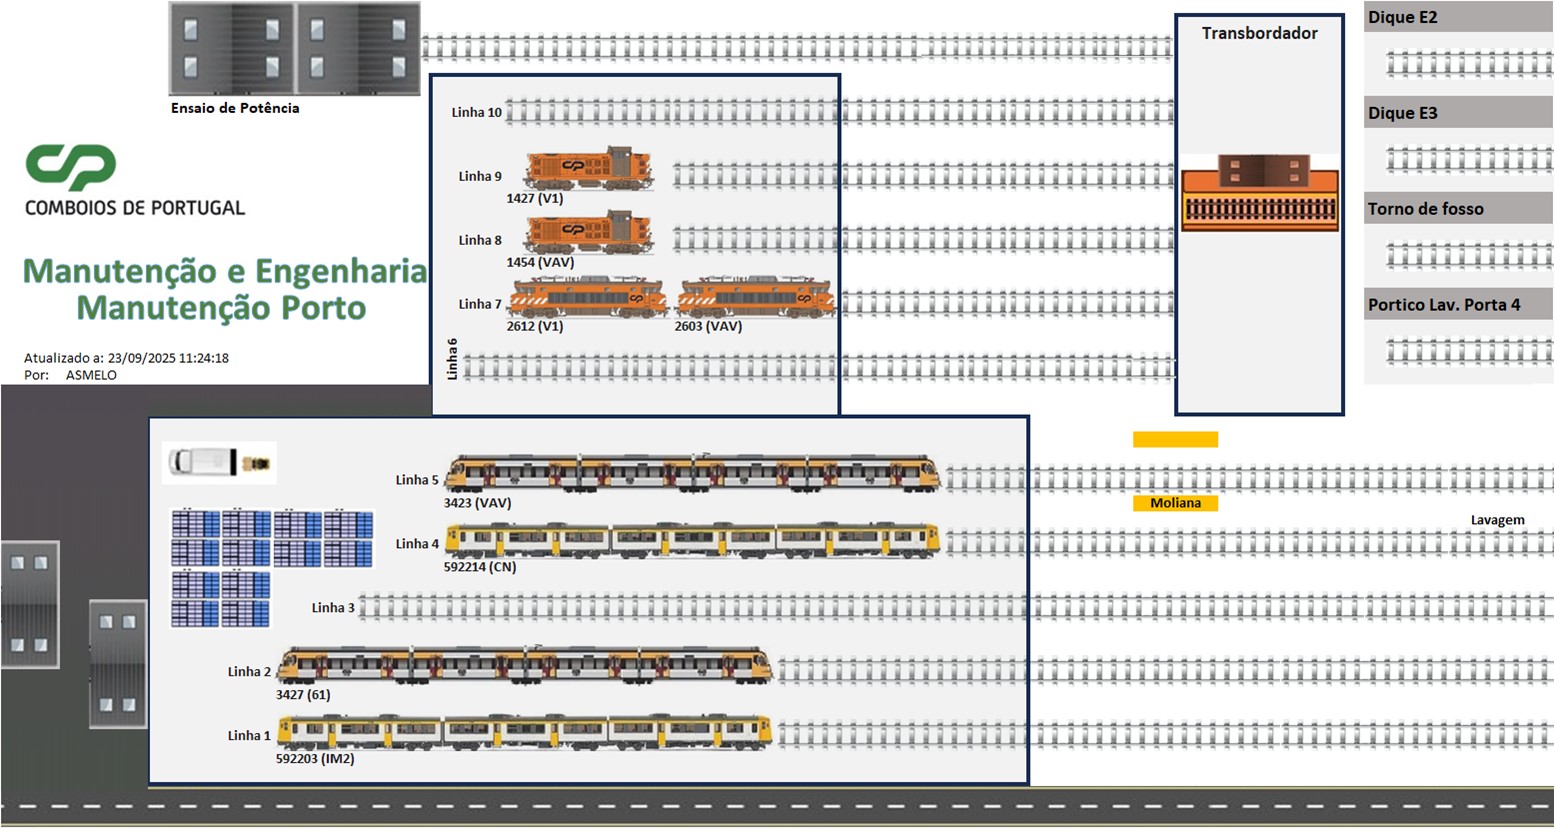 Ensaio de Potência
COMBOIOS DE PORTUGAL
Manutenção e Engenharia
Manutenção Porto
Atualizado a: 23/09/2025 11:24:18
Por: ASMELO
Linha 10
Linha 9
1427 (V1)
Linha 8
1454 (VAV)
Linha 7
2612 (V1)
2603 (VAV)
Linha 6
Transbordador
Dique E2
Dique E3
Torno de fosso
Portico Lav. Porta 4
Linha 5
3423 (VAV)
Moliana
Lavagem
Linha 4
592214 (CN)
Linha 3
Linha 2
3427 (61)
Linha 1
592203 (IM2)